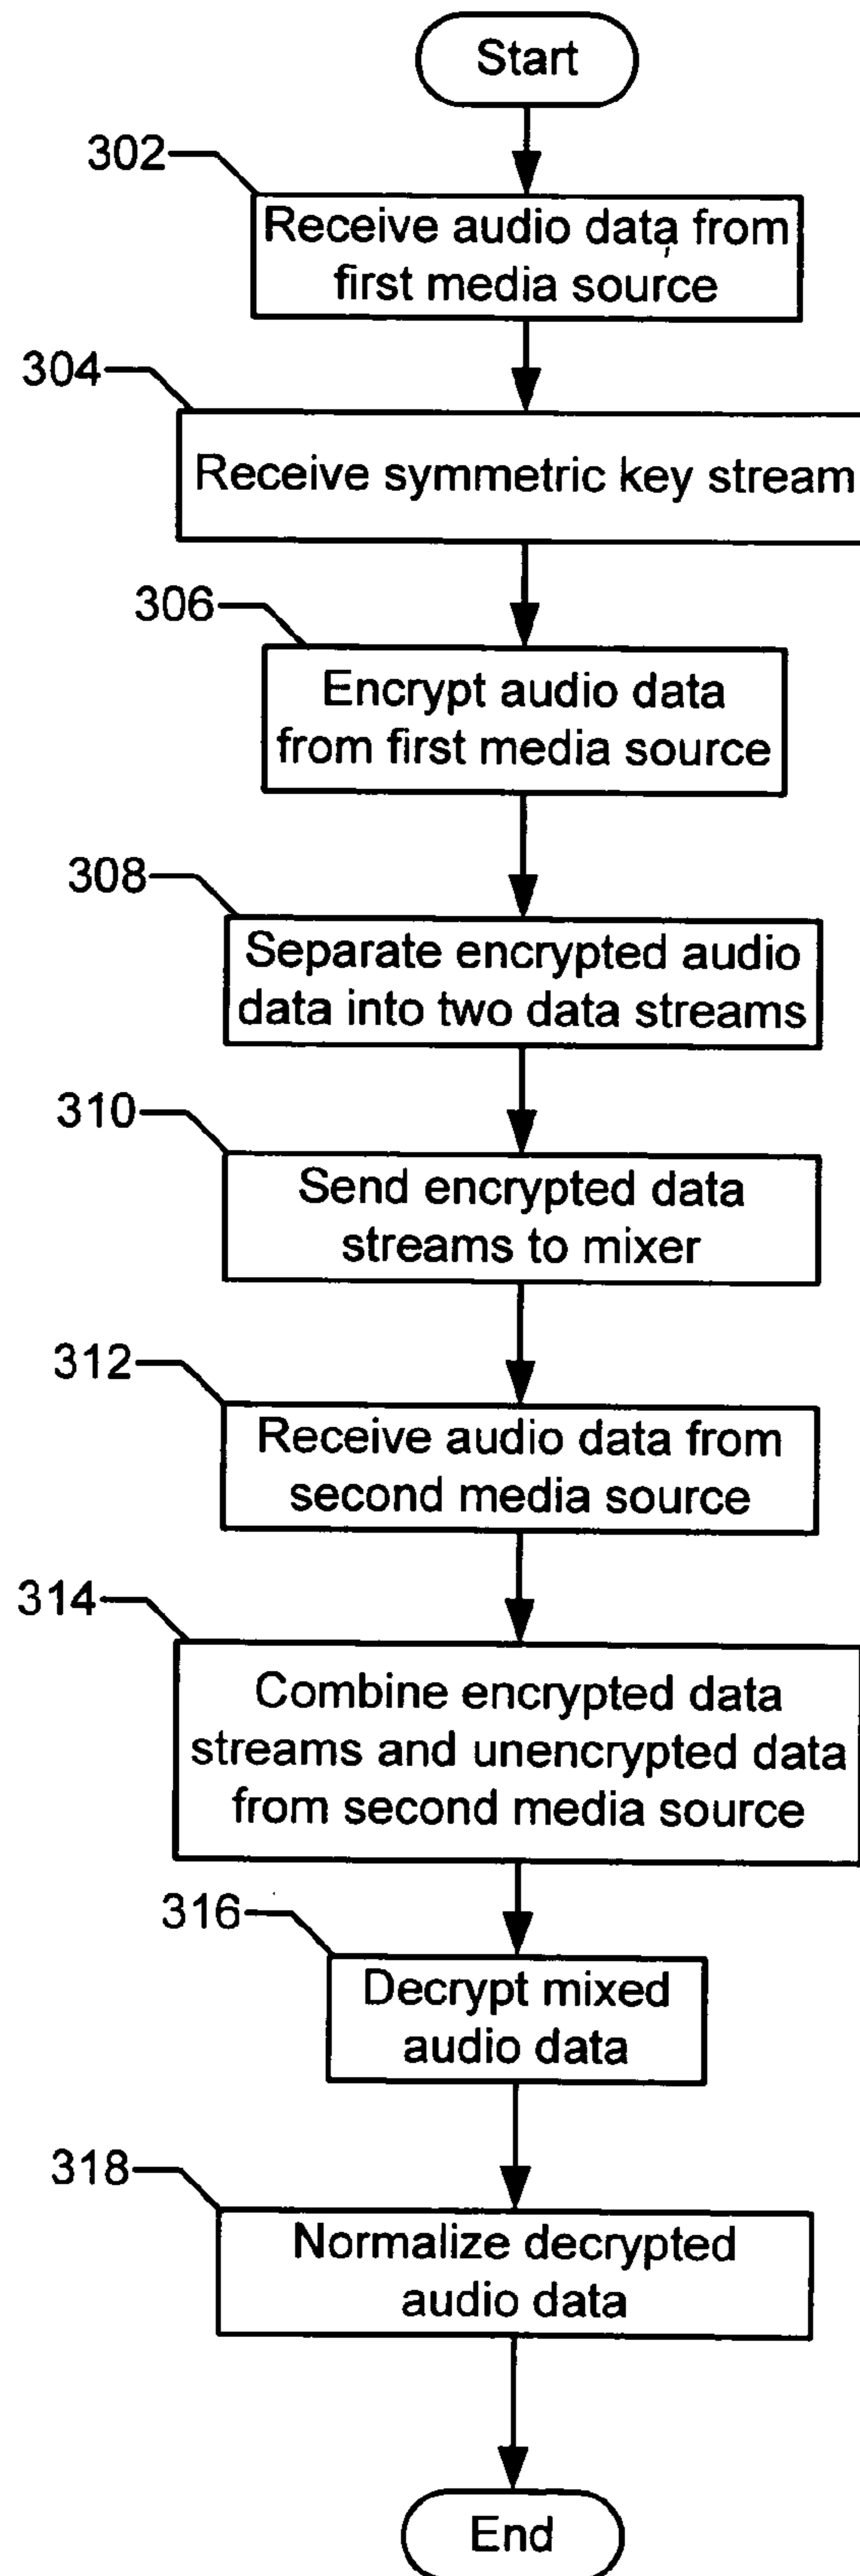 Start
302
Receive audio data from
first media source
304
Receive symmetric key stream
306
Encrypt audio data
from first media source
308
Separate encrypted audio
data into two data streams
310
Send encrypted data
streams to mixer
312
Receive audio data from
second media source
314
Combine encrypted data
streams and unencrypted data
from second media source
316
Decrypt mixed
audio data
318
Normalize decrypted
audio data
End